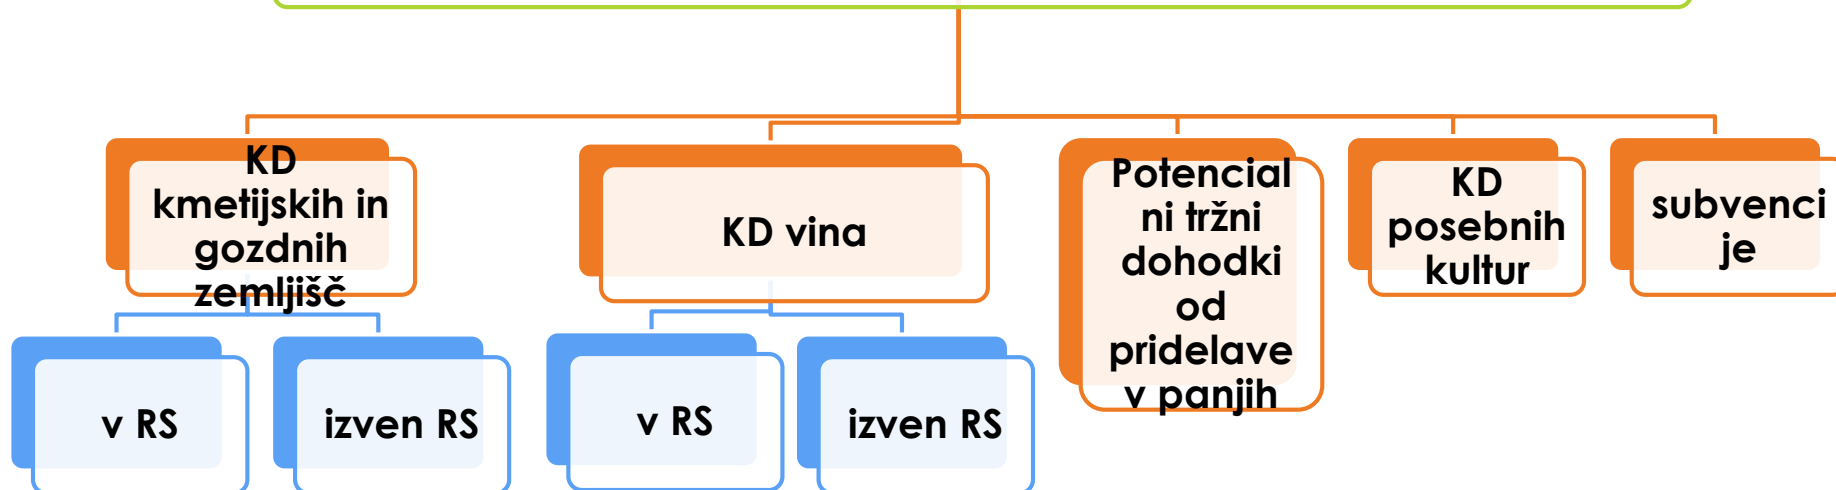 KD
kmetijskih in
gozdnih
zemljišč
KD vina
Potencial
ni tržni
dohodki
od
pridelave
v panjih
KD
posebnih
kultur
subvenci
je
v RS
izven RS
v RS
izven RS